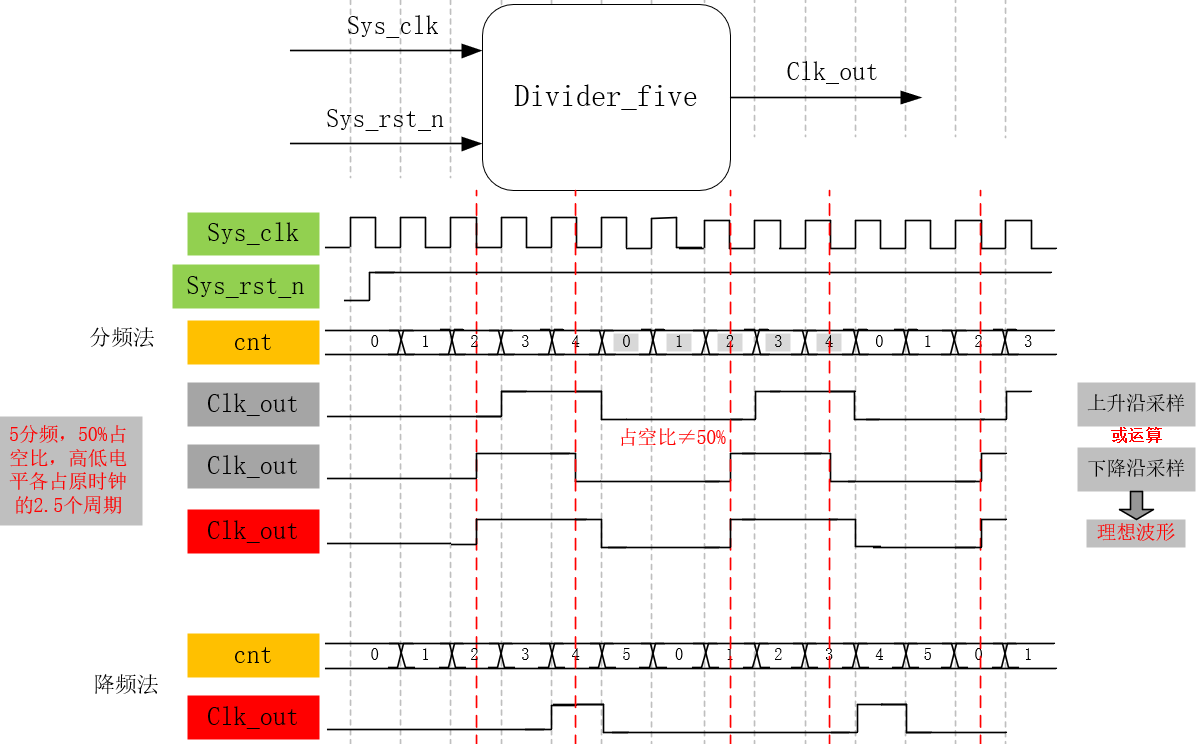 Sys_clk
Clk_out
Divider_five
Sys_rst_n
Sys_clk
Sys_rst_n
分频法
cnt
0 1 2 3 4 0 1 2 3 4 0 1 2 3
Clk_out
上升沿采样
占空比≠50%
或运算
5分频，50%占
空比，高低电
平各占原时钟
的2.5个周期
Clk_out
下降沿采样
Clk_out
理想波形
cnt
0 1 2 3 4 5 0 1 2 3 4 5 0 1
降频法
Clk_out